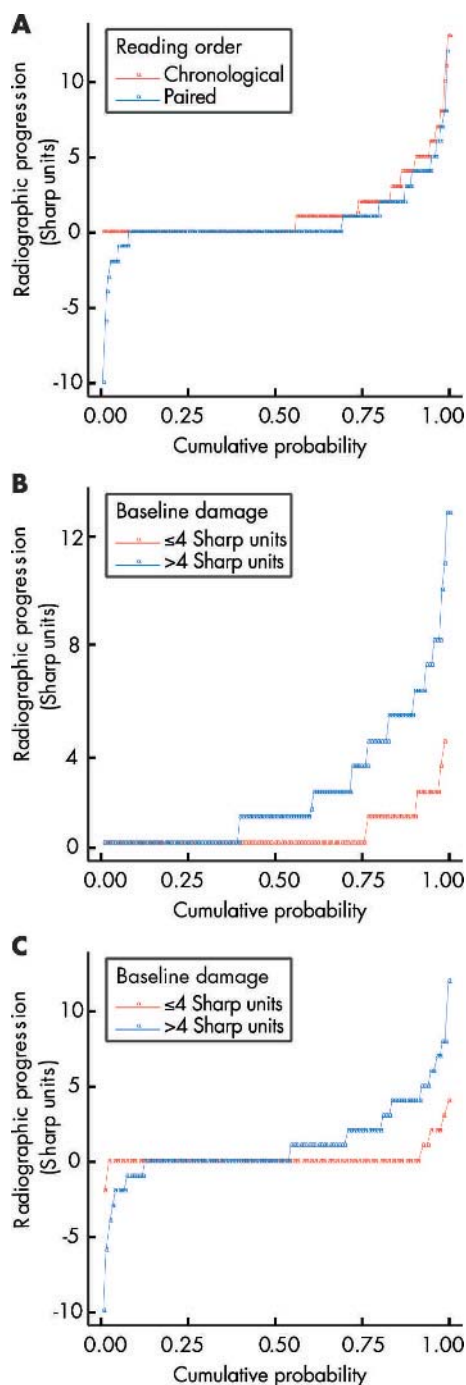 A
Reading order
Chronological
Paired
Radiographic progression
(Sharp units)
10
5
0
-5
-10
0.00 0.25 0.50 0.75 1.00
Cumulative probability
B
Baseline damage
≤4 Sharp units
>4 Sharp units
Radiographic progression
(Sharp units)
12
8
4
0
0.00 0.25 0.50 0.75 1.00
Cumulative probability
C
Baseline damage
≤4 Sharp units
>4 Sharp units
Radiographic progression
(Sharp units)
10
5
0
-5
-10
0.00 0.25 0.50 0.75 1.00
Cumulative probability